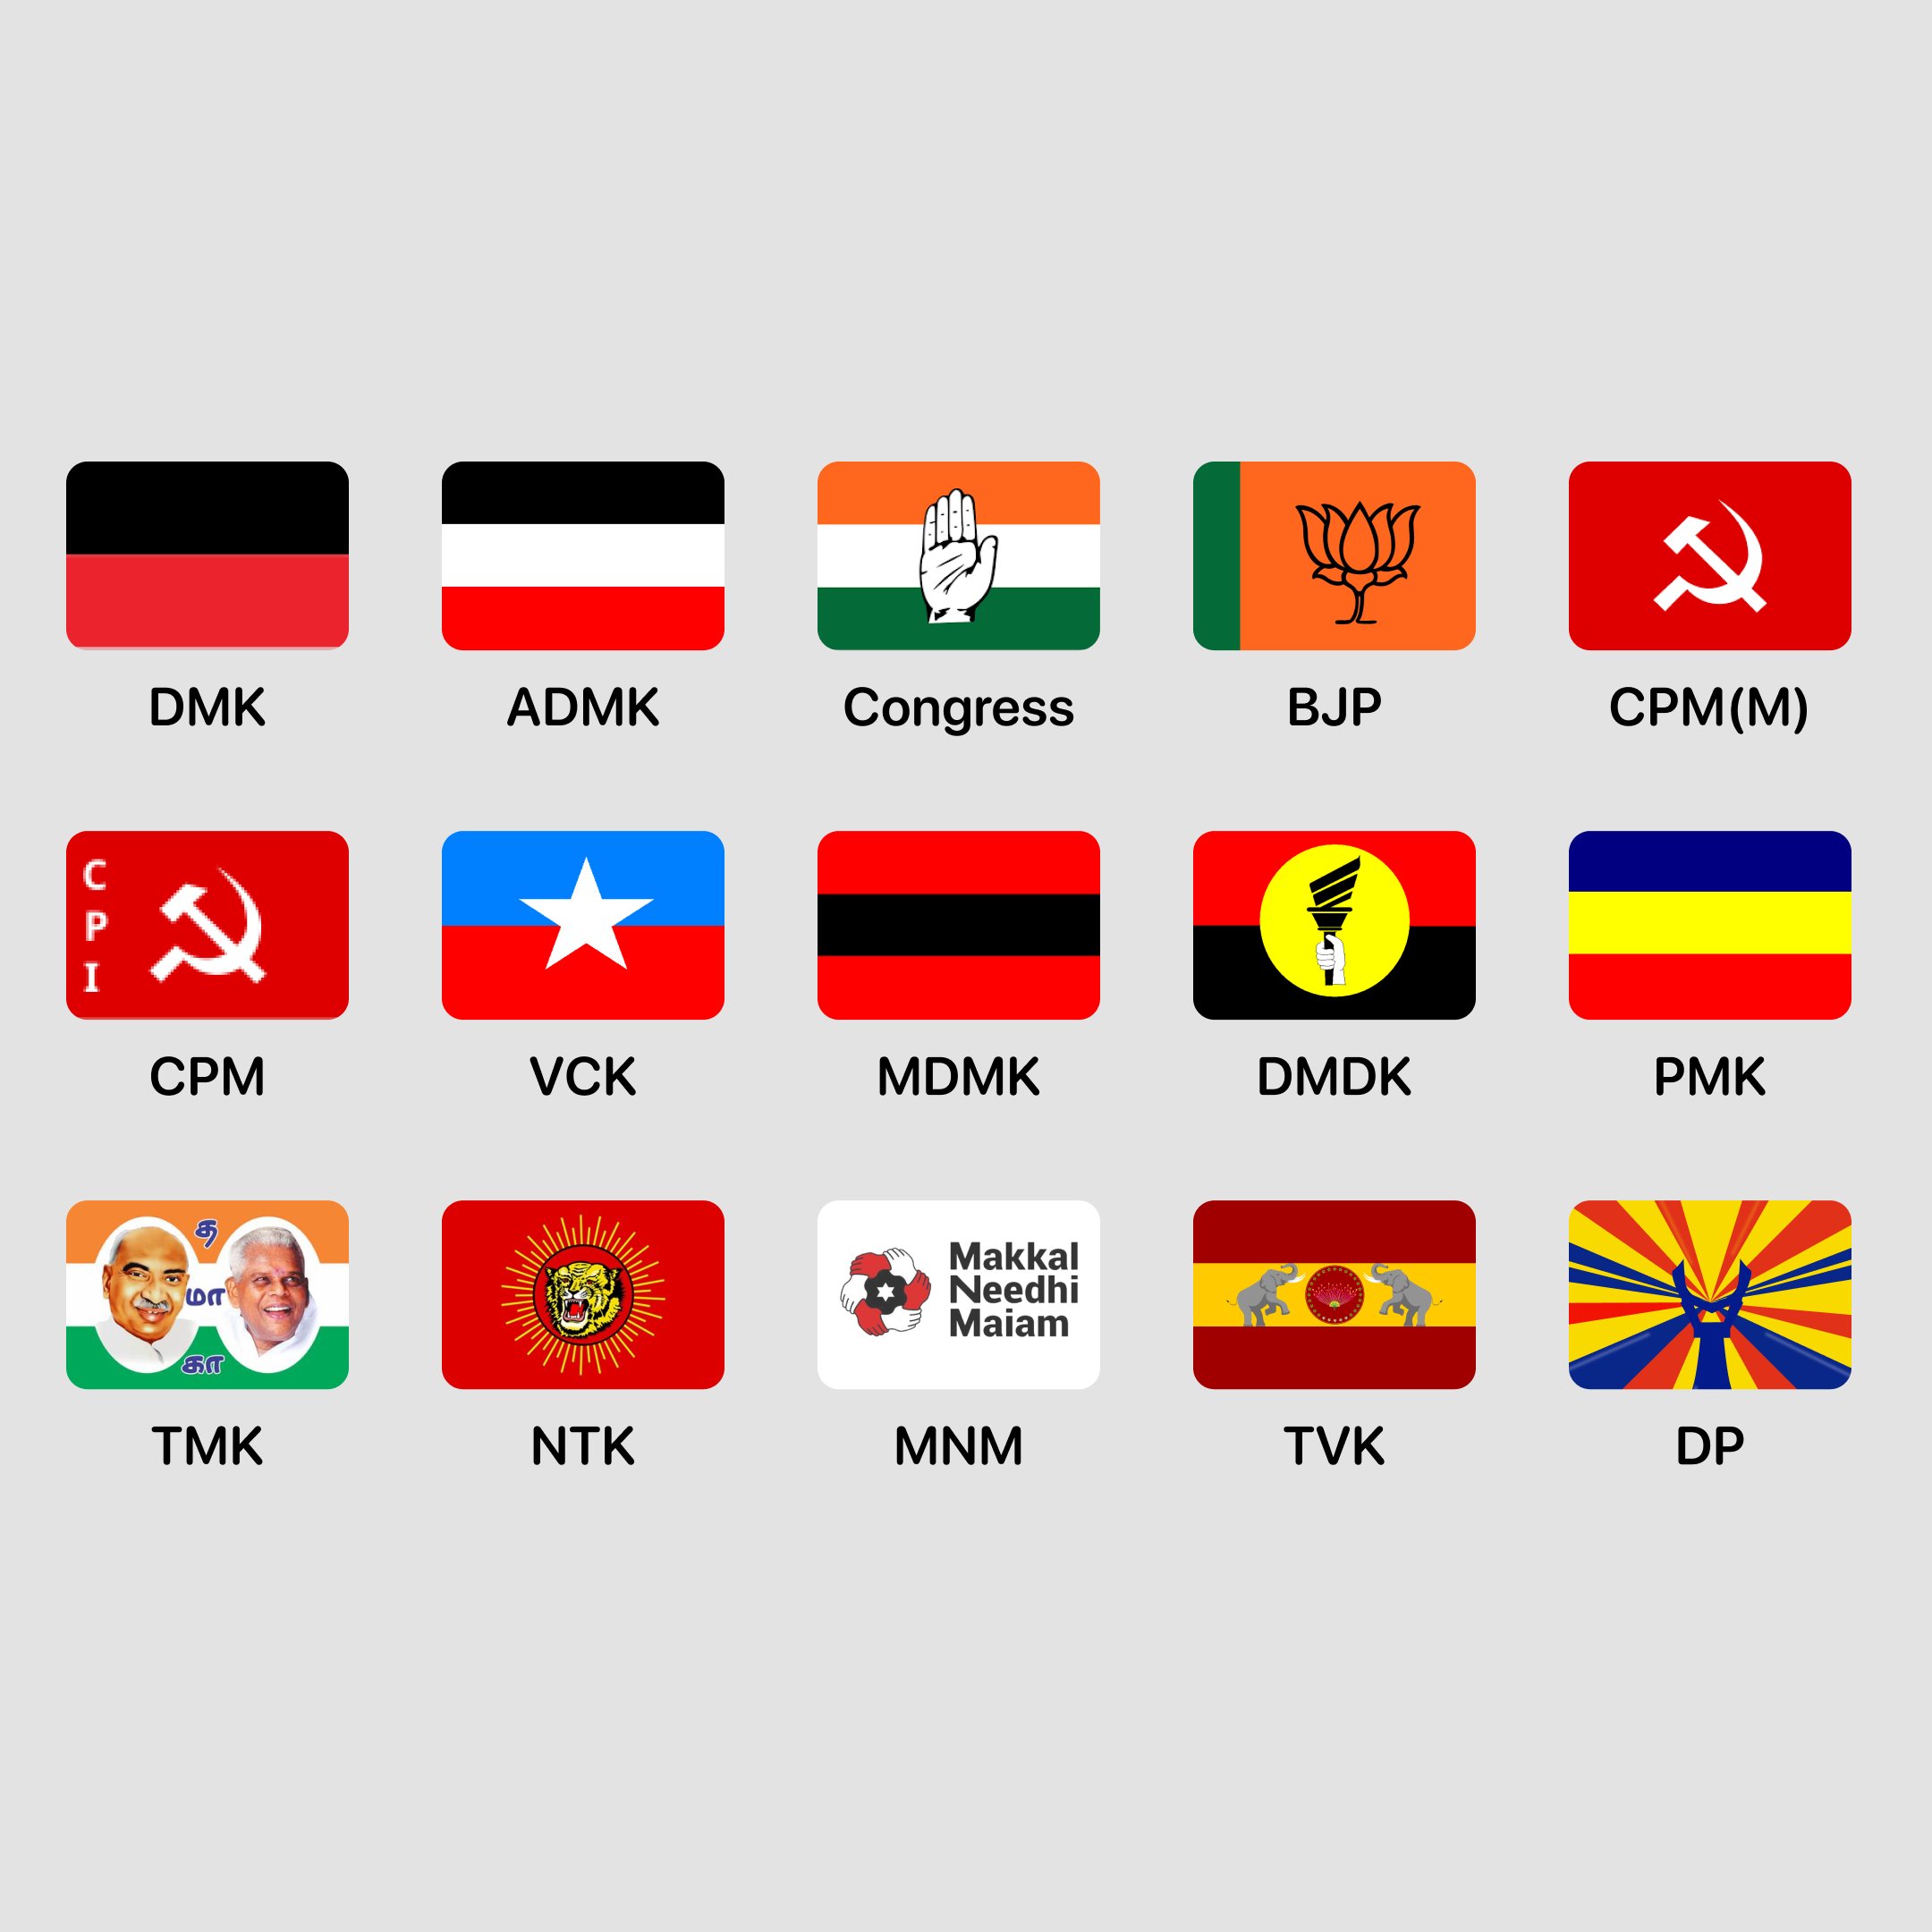 DMK
ADMK
Congress
BJP
CPM(M)
C
P
I
CPM
VCK
MDMK
DMDK
PMK
த
மா
கா
TMK
NTK
Makkal
Needhi
Maiam
MNM
TVK
DP